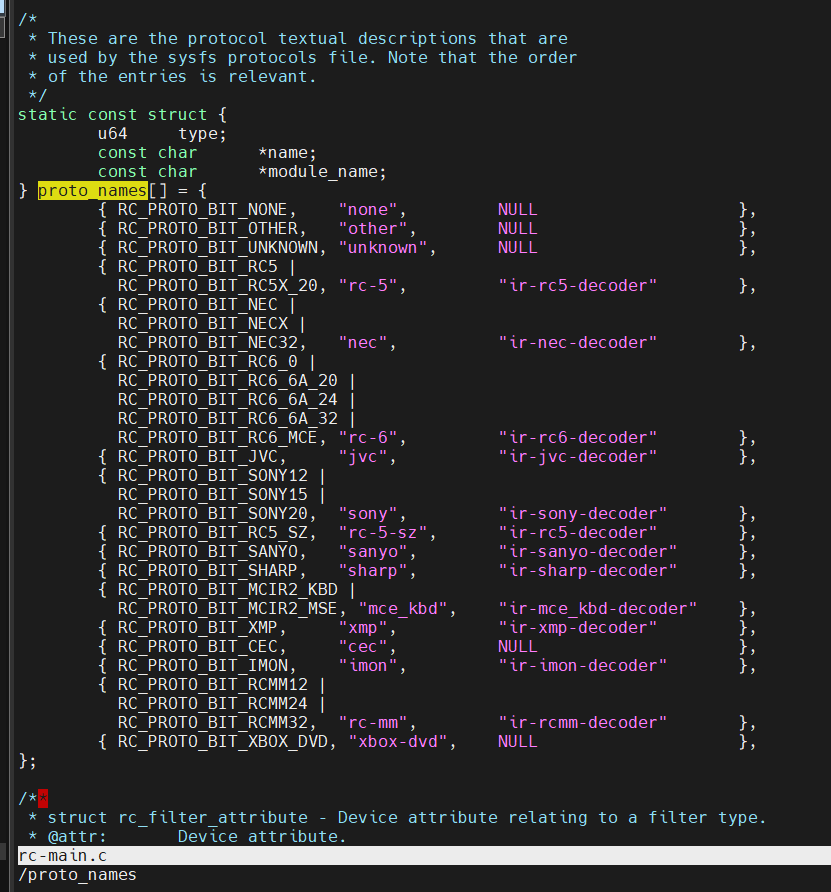 /*
 * These are the protocol textual descriptions that are
 * used by the sysfs protocols file. Note that the order
 * of the entries is relevant.
 */
static const struct {
        u64     type;
        const char      *name;
        const char      *module_name;
} proto_names[] = {
        { RC_PROTO_BIT_NONE,    "none",         NULL                    },
        { RC_PROTO_BIT_OTHER,   "other",        NULL                    },
        { RC_PROTO_BIT_UNKNOWN, "unknown",      NULL                    },
        { RC_PROTO_BIT_RC5 |
          RC_PROTO_BIT_RC5X_20, "rc-5",         "ir-rc5-decoder"        },
        { RC_PROTO_BIT_NEC |
          RC_PROTO_BIT_NECX |
          RC_PROTO_BIT_NEC32,   "nec",          "ir-nec-decoder"        },
        { RC_PROTO_BIT_RC6_0 |
          RC_PROTO_BIT_RC6_6A_20 |
          RC_PROTO_BIT_RC6_6A_24 |
          RC_PROTO_BIT_RC6_6A_32 |
          RC_PROTO_BIT_RC6_MCE, "rc-6",         "ir-rc6-decoder"        },
        { RC_PROTO_BIT_JVC,     "jvc",          "ir-jvc-decoder"        },
        { RC_PROTO_BIT_SONY12 |
          RC_PROTO_BIT_SONY15 |
          RC_PROTO_BIT_SONY20,  "sony",         "ir-sony-decoder"       },
        { RC_PROTO_BIT_RC5_SZ,  "rc-5-sz",      "ir-rc5-decoder"        },
        { RC_PROTO_BIT_SANYO,   "sanyo",        "ir-sanyo-decoder"      },
        { RC_PROTO_BIT_SHARP,   "sharp",        "ir-sharp-decoder"      },
        { RC_PROTO_BIT_MCIR2_KBD |
          RC_PROTO_BIT_MCIR2_MSE, "mce_kbd",    "ir-mce_kbd-decoder"    },
        { RC_PROTO_BIT_XMP,     "xmp",          "ir-xmp-decoder"        },
        { RC_PROTO_BIT_CEC,     "cec",          NULL                    },
        { RC_PROTO_BIT_IMON,    "imon",         "ir-imon-decoder"       },
        { RC_PROTO_BIT_RCMM12 |
          RC_PROTO_BIT_RCMM24 |
          RC_PROTO_BIT_RCMM32,  "rc-mm",        "ir-rcmm-decoder"       },
        { RC_PROTO_BIT_XBOX_DVD, "xbox-dvd",    NULL                    },
};

/**
 * struct rc_filter_attribute - Device attribute relating to a filter type.
 * @attr:       Device attribute.
rc-main.c
/proto_names